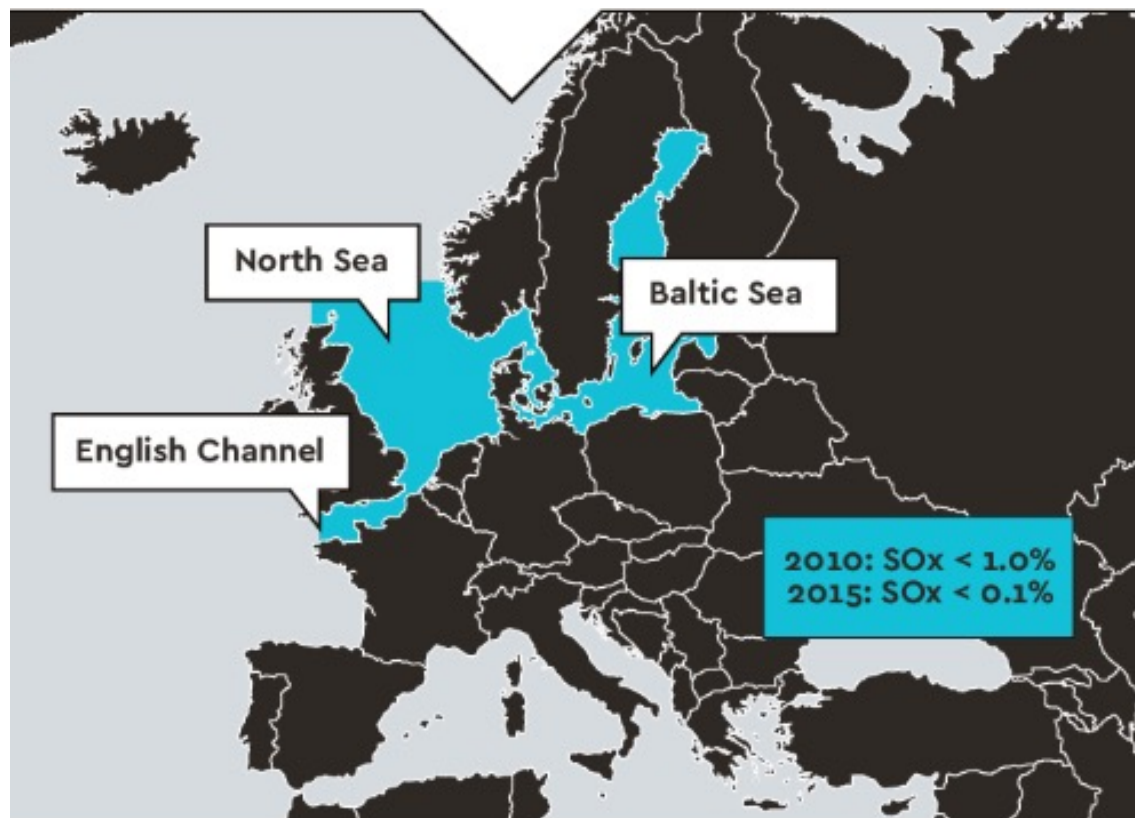 North Sea
Baltic Sea
English Channel
2010: SOx < 1.0%
2015: SOx < 0.1%